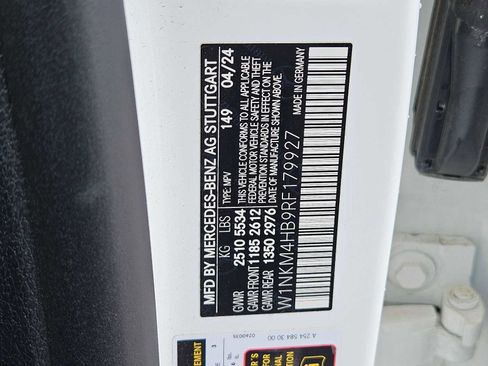 MFD BY MERCEDES-BENZ AG STUTTGART
KG LBS TYPE: MPV 149 04/24
GVWR 2510 5534
GAWR FRONT 1185 2612
GAWR REAR 1350 2976
THIS VEHICLE CONFORMS TO ALL APPLICABLE
FEDERAL MOTOR VEHICLE SAFETY AND THEFT
PREVENTION STANDARDS IN EFFECT ON THE
DATE OF MANUFACTURE SHOWN ABOVE.
W1NKM4HB9RF179927
MADE IN GERMANY
A 254 584 30 00